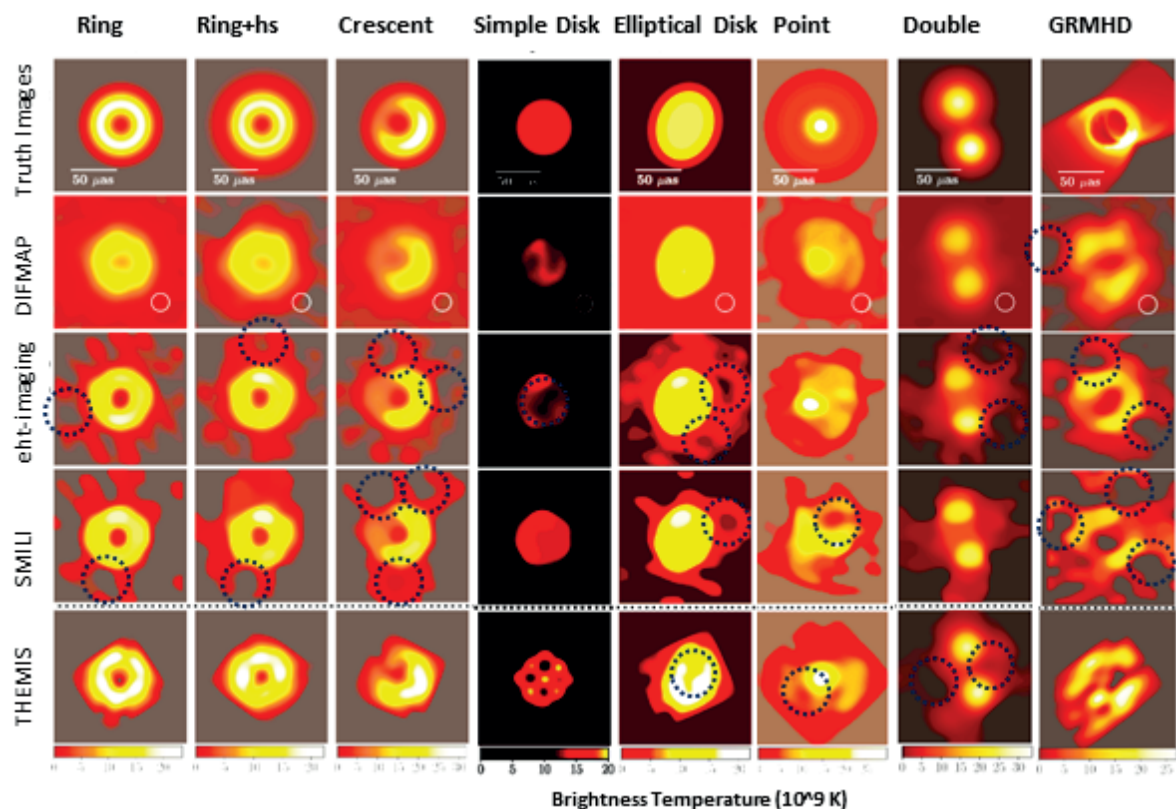 Ring Ring+hs Crescent Simple Disk Elliptical Disk Point Double GRMHD
Truth Images
50 µas 50 µas 50 µas 50 µas 50 µas 50 µas 50 µas 50 µas
DIFMAP
eht-imaging
SMILI
THEMIS
0 5 10 15 20 0 5 10 15 20 0 5 10 15 20 25 30 0 5 10 15 20 0 5 10 15 20 0 5 10 15 20 25 30 0 5 10 15 20 25
Brightness Temperature (10^9 K)